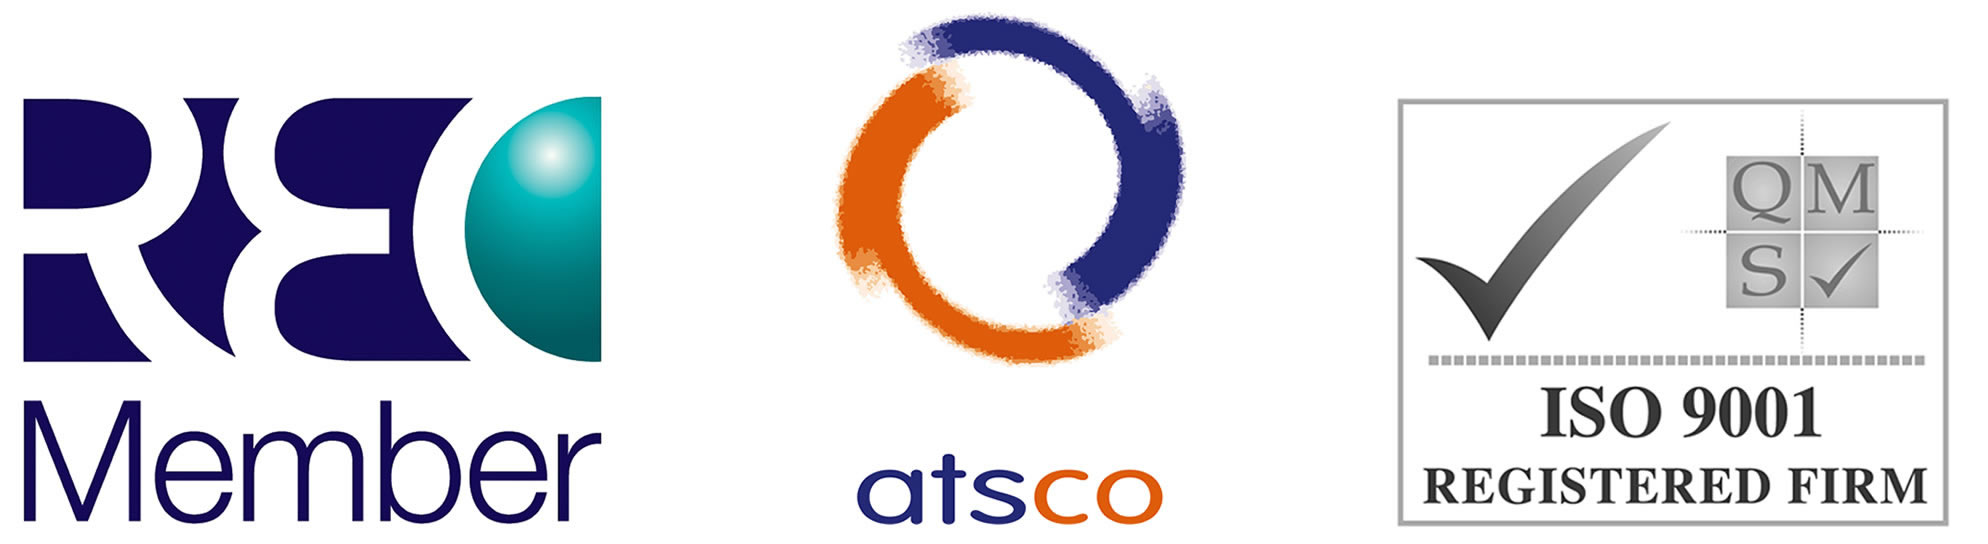 REC
Member
atsco
QM
S
ISO 9001
REGISTERED FIRM